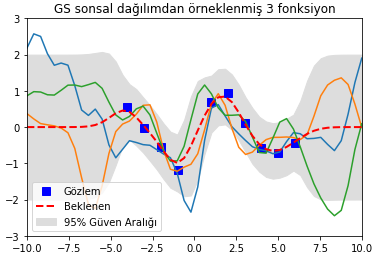 GS sonsal dağılımdan örneklenmiş 3 fonksiyon
3
2
1
0
−1
−2
−3
−10.0 −7.5 −5.0 −2.5 0.0 2.5 5.0 7.5 10.0
Gözlem
Beklenen
95% Güven Aralığı